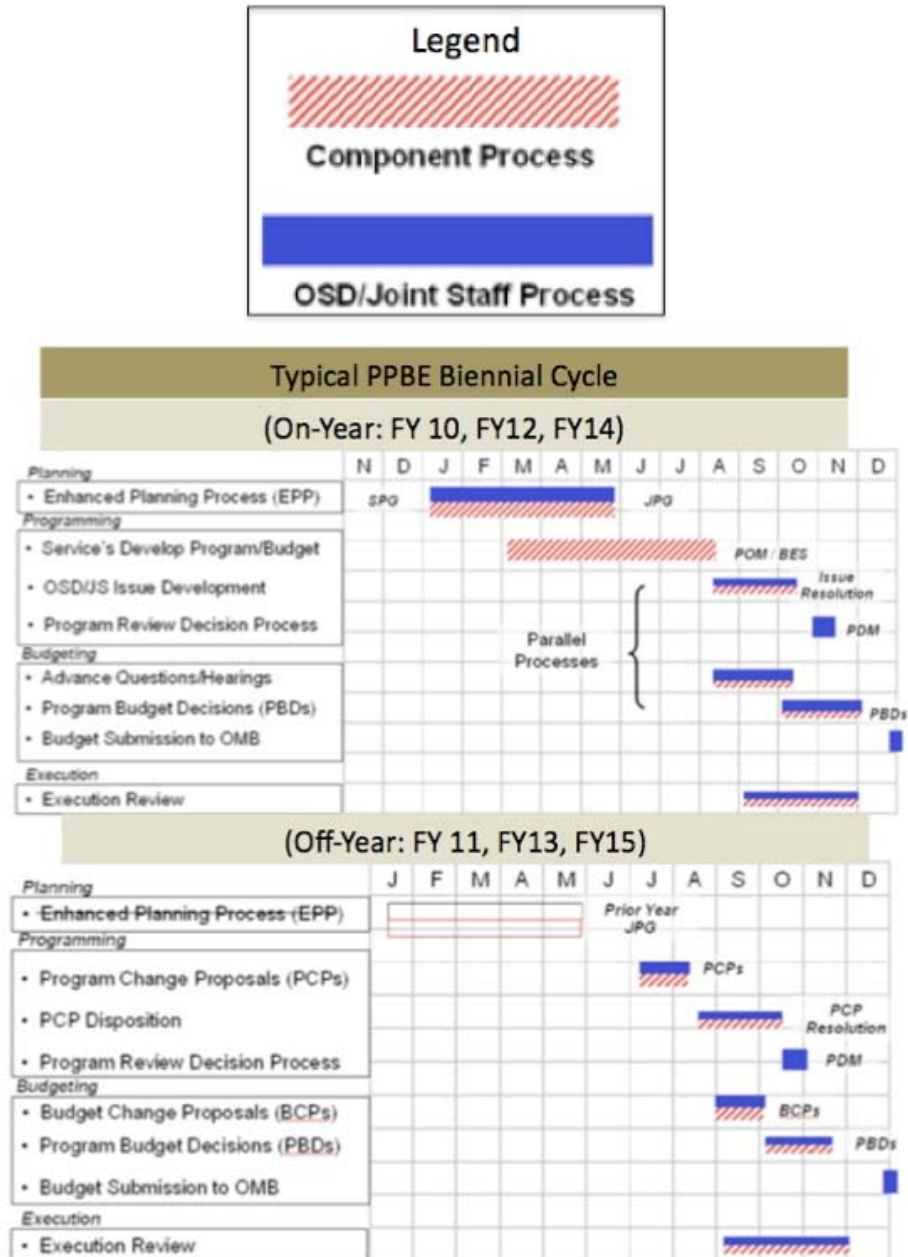 Legend
Component Process
OSD/Joint Staff Process
Typical PPBE Biennial Cycle
(On-Year: FY 10, FY12, FY14)
N D J F M A M J J A S O N D
Planning
• Enhanced Planning Process (EPP)
SPG
JPG
Programming
• Service's Develop Program/Budget
POM / BES
• OSD/JS Issue Development
Issue
Resolution
• Program Review Decision Process
PDM
Parallel
Processes
Budgeting
• Advance Questions/Hearings
• Program Budget Decisions (PBDs)
PBDs
• Budget Submission to OMB
Execution
• Execution Review
(Off-Year: FY 11, FY13, FY15)
J F M A M J J A S O N D
Planning
• Enhanced Planning Process (EPP)
Prior Year
JPG
Programming
• Program Change Proposals (PCPs)
PCPs
• PCP Disposition
PCP
Resolution
• Program Review Decision Process
PDM
Budgeting
• Budget Change Proposals (BCPs)
BCPs
• Program Budget Decisions (PBDs)
PBDs
• Budget Submission to OMB
Execution
• Execution Review